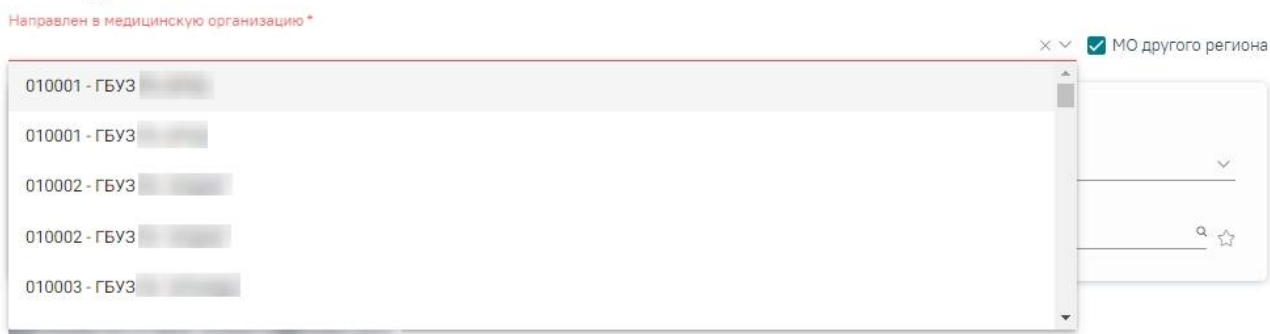 Направлен в медицинскую организацию *
МО другого региона
010001 - ГБУЗ
010001 - ГБУЗ
010002 - ГБУЗ
010002 - ГБУЗ
010003 - ГБУЗ